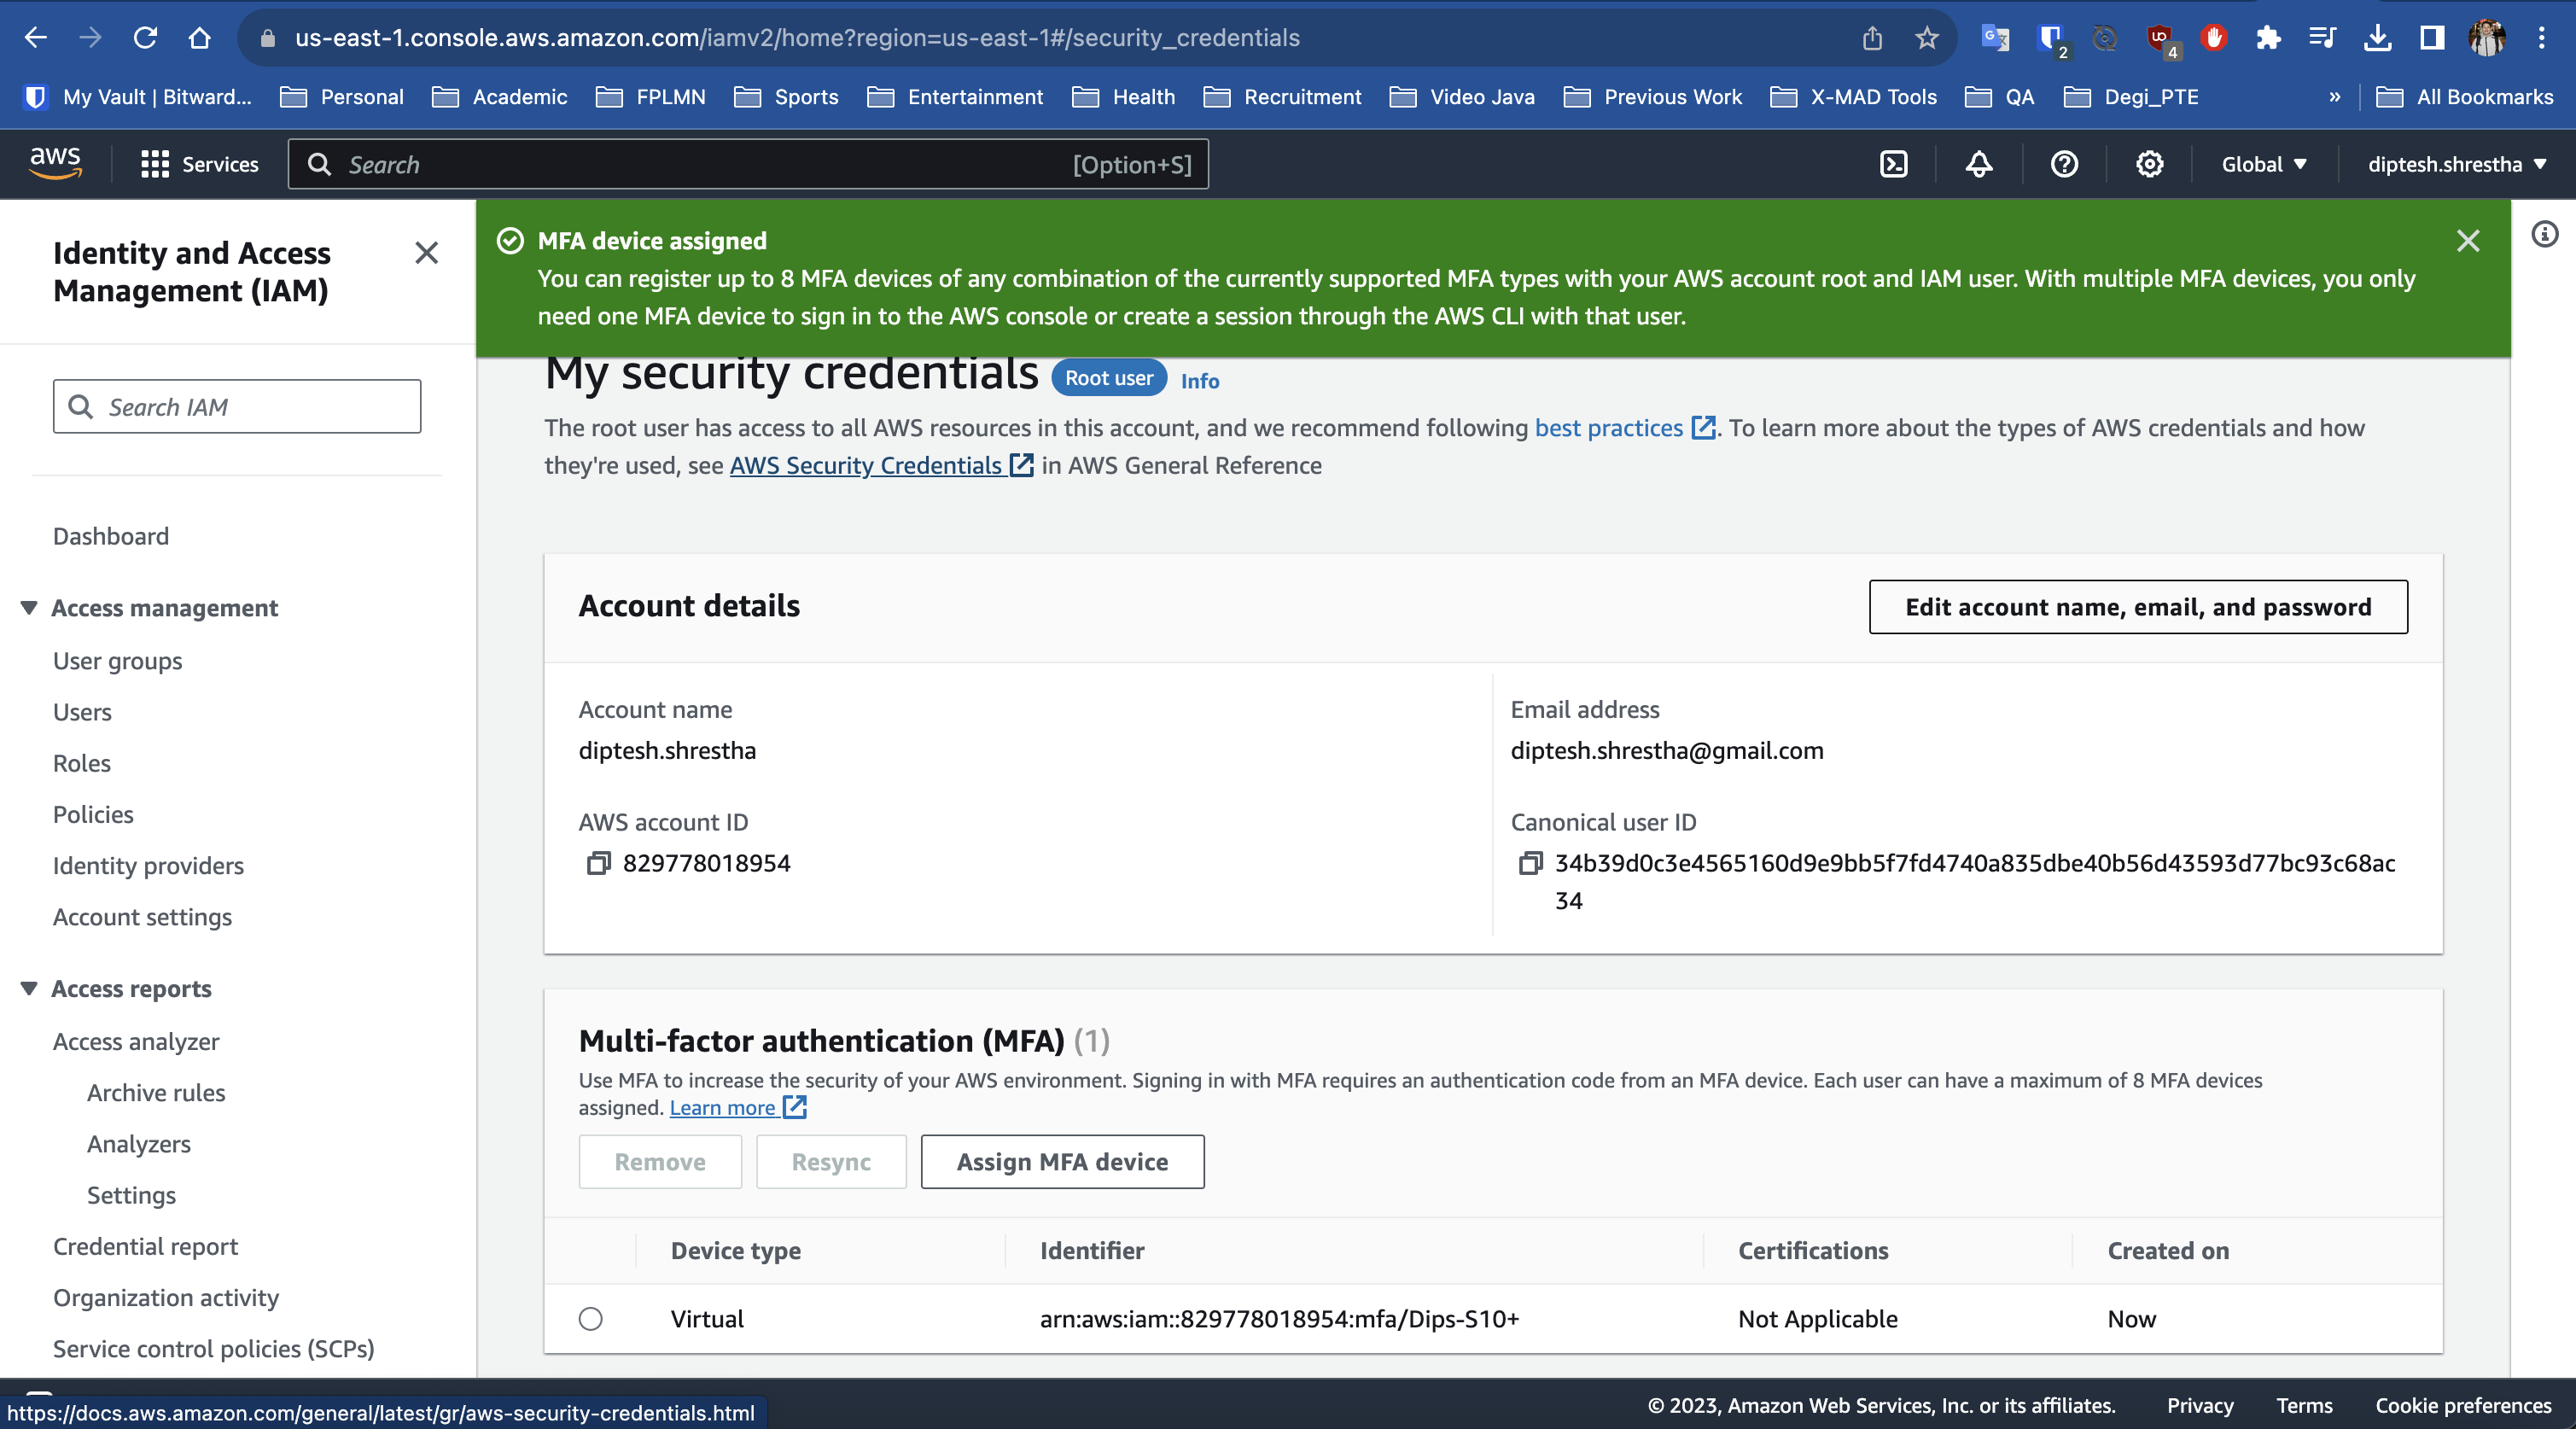 us-east-1.console.aws.amazon.com/iamv2/home?region=us-east-1#/security_credentials
2
4
My Vault | Bitward... Personal Academic FPLMN Sports Entertainment Health Recruitment Video Java Previous Work X-MAD Tools QA Degi_PTE » All Bookmarks
aws Services Search [Option+S] Global diptesh.shrestha
Identity and Access
Management (IAM)
Search IAM
Dashboard
Access management
User groups
Users
Roles
Policies
Identity providers
Account settings
Access reports
Access analyzer
Archive rules
Analyzers
Settings
Credential report
Organization activity
Service control policies (SCPs)
MFA device assigned
You can register up to 8 MFA devices of any combination of the currently supported MFA types with your AWS account root and IAM user. With multiple MFA devices, you only
need one MFA device to sign in to the AWS console or create a session through the AWS CLI with that user.
My security credentials Root user Info
The root user has access to all AWS resources in this account, and we recommend following best practices. To learn more about the types of AWS credentials and how
they're used, see AWS Security Credentials in AWS General Reference
Account details
Edit account name, email, and password
Account name
diptesh.shrestha
Email address
diptesh.shrestha@gmail.com
AWS account ID
829778018954
Canonical user ID
34b39d0c3e4565160d9e9bb5f7fd4740a835dbe40b56d43593d77bc93c68ac
34
Multi-factor authentication (MFA) (1)
Use MFA to increase the security of your AWS environment. Signing in with MFA requires an authentication code from an MFA device. Each user can have a maximum of 8 MFA devices
assigned. Learn more
Remove Resync Assign MFA device
Device type Identifier Certifications Created on
Virtual arn:aws:iam::829778018954:mfa/Dips-S10+ Not Applicable Now
https://docs.aws.amazon.com/general/latest/gr/aws-security-credentials.html
© 2023, Amazon Web Services, Inc. or its affiliates. Privacy Terms Cookie preferences